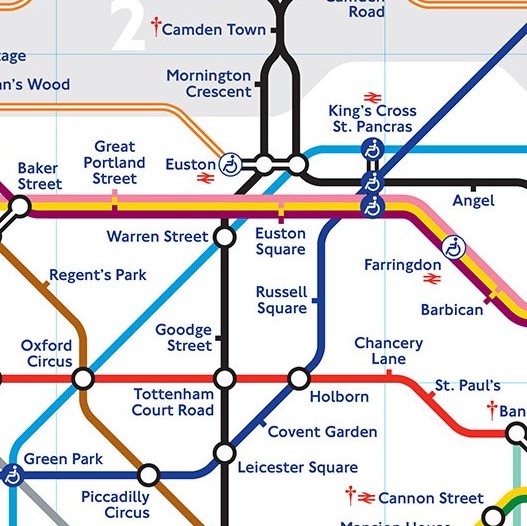 Camden
Road
2
†Camden Town
tage
n's Wood
Mornington
Crescent
King's Cross
St. Pancras
Great
Portland
Street
Baker
Street
Euston
Angel
Warren Street
Euston
Square
Farringdon
Regent's Park
Russell
Square
Barbican
Goodge
Street
Oxford
Circus
Chancery
Lane
Tottenham
Court Road
Holborn
St. Paul's
†Ban
Covent Garden
Green Park
Leicester Square
Piccadilly
Circus
†Cannon Street
Mansion House